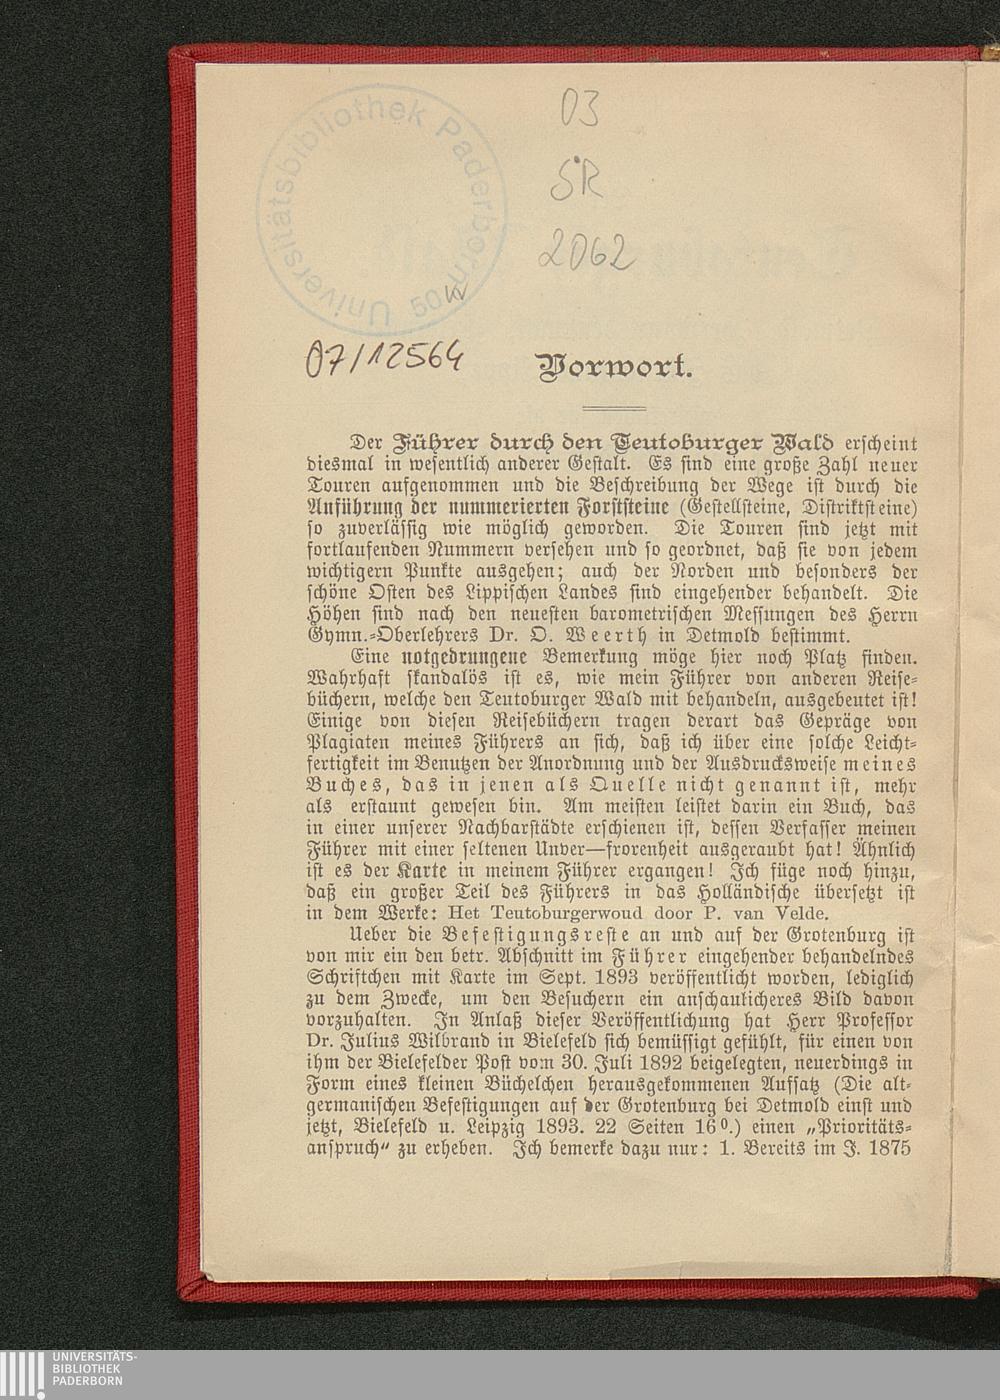 Universitätsbibliothek Paderborn
50
03
SR
2062
07/12564
Vorwort.
Der Führer durch den Teutoburger Wald erscheint
diesmal in wesentlich anderer Gestalt. Es sind eine große Zahl neuer
Touren aufgenommen und die Beschreibung der Wege ist durch die
Anführung der nummerierten Forststeine (Gestellsteine, Distriktsteine)
so zuverlässig wie möglich geworden. Die Touren sind jetzt mit
fortlaufenden Nummern versehen und so geordnet, daß sie von jedem
wichtigern Punkte ausgehen; auch der Norden und besonders der
schöne Osten des Lippischen Landes sind eingehender behandelt. Die
Höhen sind nach den neuesten barometrischen Messungen des Herrn
Gymn.-Oberlehrers Dr. O. Weerth in Detmold bestimmt.
Eine notgedrungene Bemerkung möge hier noch Platz finden.
Wahrhaft skandalös ist es, wie mein Führer von anderen Reise-
büchern, welche den Teutoburger Wald mit behandeln, ausgebeutet ist!
Einige von diesen Reisebüchern tragen derart das Gepräge von
Plagiaten meines Führers an sich, daß ich über eine solche Leicht-
fertigkeit im Benutzen der Anordnung und der Ausdrucksweise meines
Buches, das in jenen als Quelle nicht genannt ist, mehr
als erstaunt gewesen bin. Am meisten leistet darin ein Buch, das
in einer unserer Nachbarstädte erschienen ist, dessen Verfasser meinen
Führer mit einer seltenen Unver—frorenheit ausgeraubt hat! Ähnlich
ist es der Karte in meinem Führer ergangen! Ich füge noch hinzu,
daß ein großer Teil des Führers in das Holländische übersetzt ist
in dem Werke: Het Teutoburgerwoud door P. van Velde.
Ueber die Befestigungsreste an und auf der Grotenburg ist
von mir ein den betr. Abschnitt im Führer eingehender behandelndes
Schriftchen mit Karte im Sept. 1893 veröffentlicht worden, lediglich
zu dem Zwecke, um den Besuchern ein anschaulicheres Bild davon
vorzuhalten. In Anlaß dieser Veröffentlichung hat Herr Professor
Dr. Julius Wilbrand in Bielefeld sich bemüssigt gefühlt, für einen von
ihm der Bielefelder Post vom 30. Juli 1892 beigelegten, neuerdings in
Form eines kleinen Büchelchen herausgekommenen Aufsatz (Die alt-
germanischen Befestigungen auf der Grotenburg bei Detmold einst und
jetzt, Bielefeld u. Leipzig 1893. 22 Seiten 16⁰.) einen „Prioritäts-
anspruch“ zu erheben. Ich bemerke dazu nur: 1. Bereits im J. 1875
UNIVERSITÄTS-
BIBLIOTHEK
PADERBORN